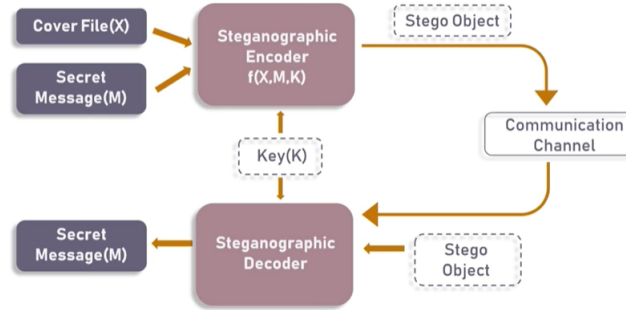 Cover File(X)
Secret
Message(M)
Steganographic
Encoder
f(X,M,K)
Stego Object
Communication
Channel
Key(K)
Secret
Message(M)
Steganographic
Decoder
Stego
Object